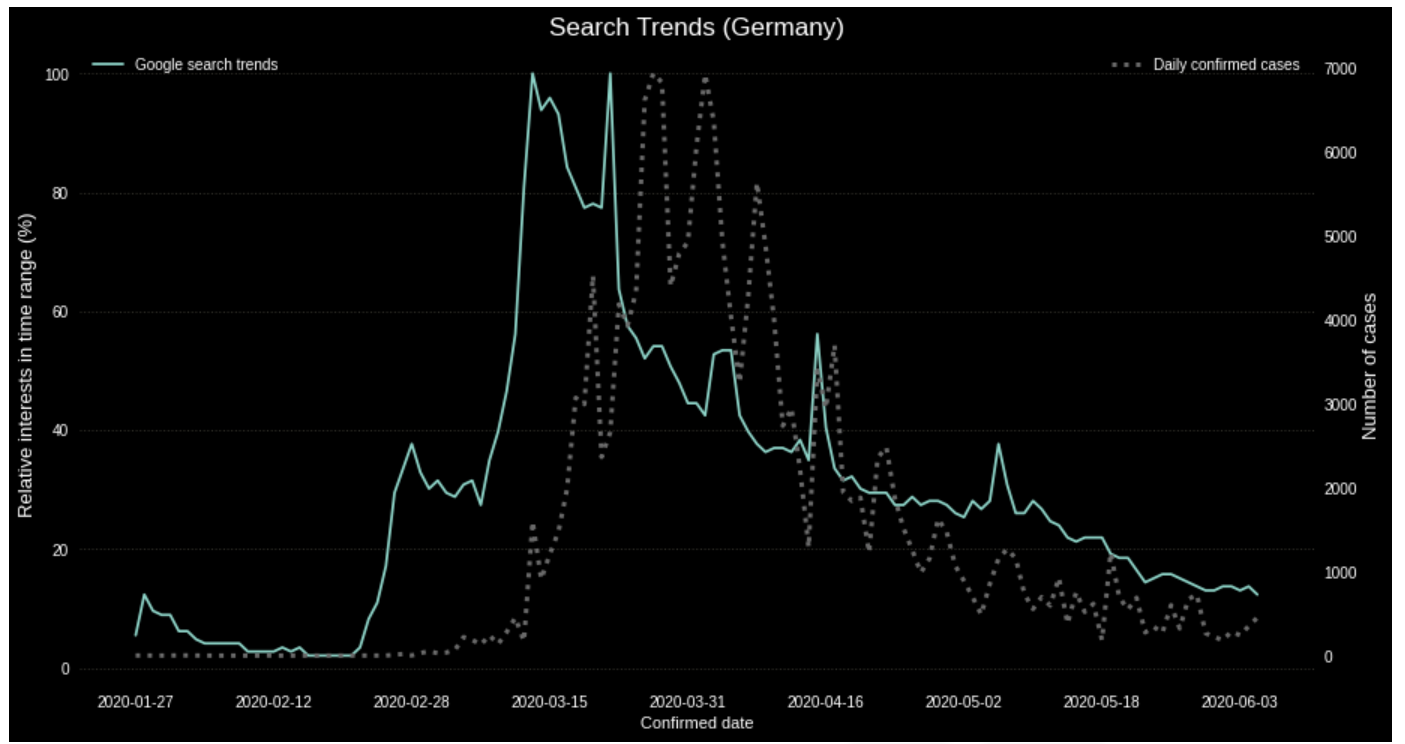 Search Trends (Germany)
Google search trends
Daily confirmed cases
Relative interests in time range (%)
100
80
60
40
20
0
7000
6000
5000
4000
3000
2000
1000
0
Number of cases
2020-01-27 2020-02-12 2020-02-28 2020-03-15 2020-03-31 2020-04-16 2020-05-02 2020-05-18 2020-06-03
Confirmed date